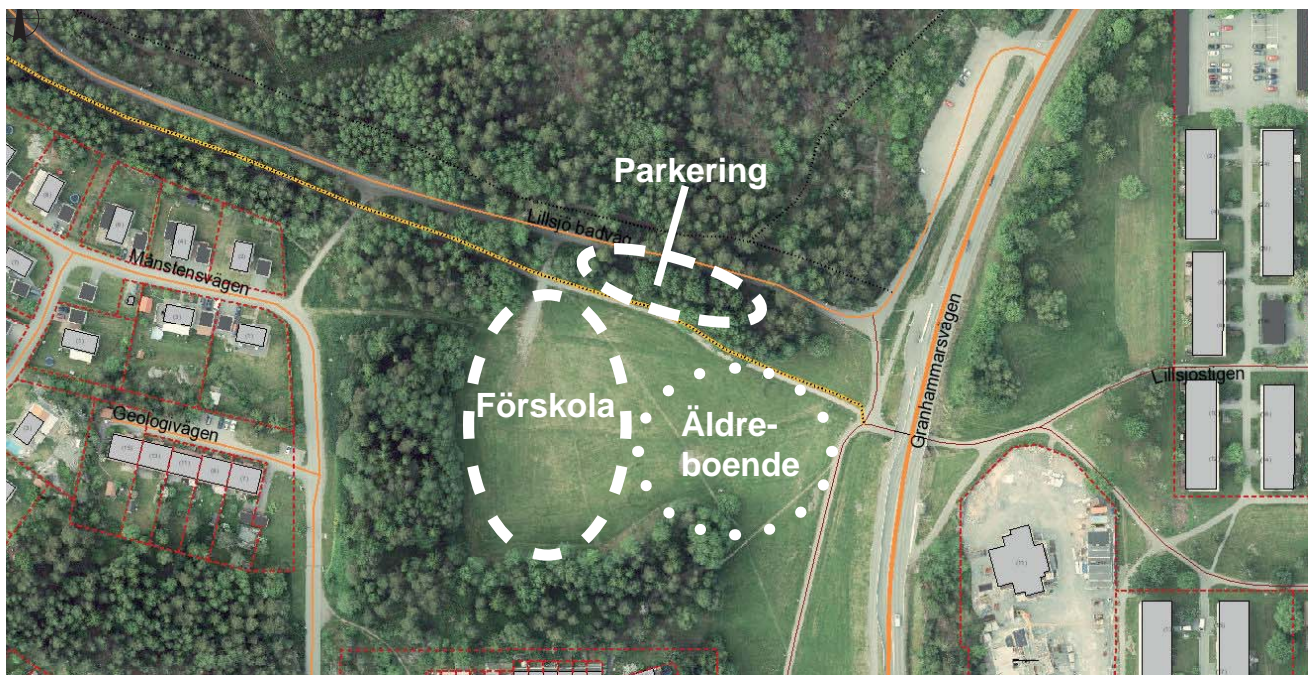 Parkering
Lillsjö badväg
Månstensvägen
Förskola
Äldre-
boende
Geologivägen
Granhammarsvägen
Lillsjöstigen